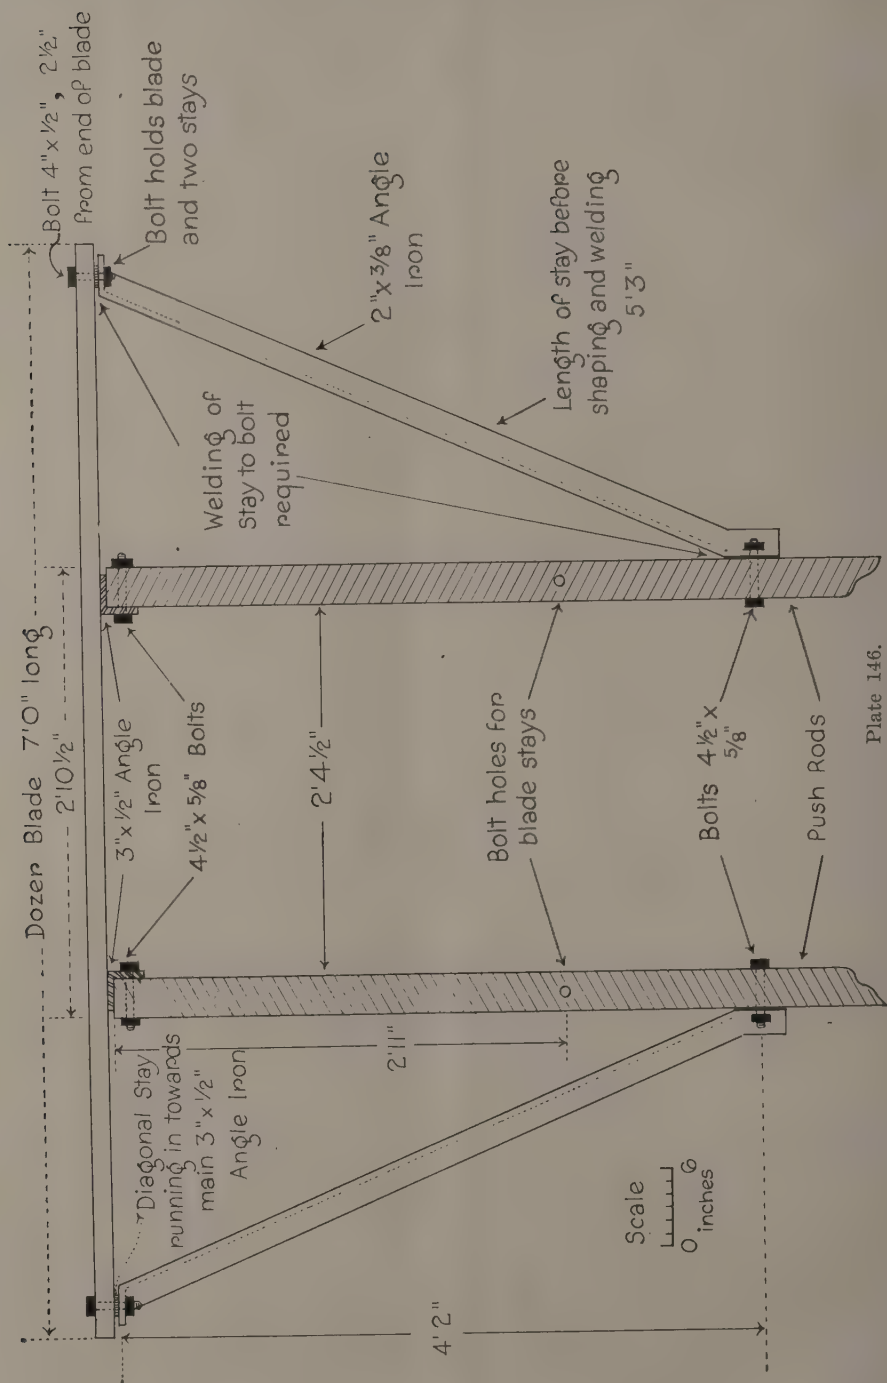 Dozer Blade 7'0" long
2'10½"
Bolt 4"x½", 2½"
from end of blade
Bolt holds blade
and two stays
3"x½" Angle
Iron
4½"x 5/8" Bolts
Diagonal Stay
running in towards
main 3"x½"
Angle Iron
Welding of
Stay to bolt
required
2"x 3/8" Angle
Iron
2'4½"
2'11"
4'2"
Length of stay before
shaping and welding
5'3"
Bolt holes for
blade stays
Bolts 4½"x
5/8"
Push Rods
Scale
0 6
inches
Plate 146.